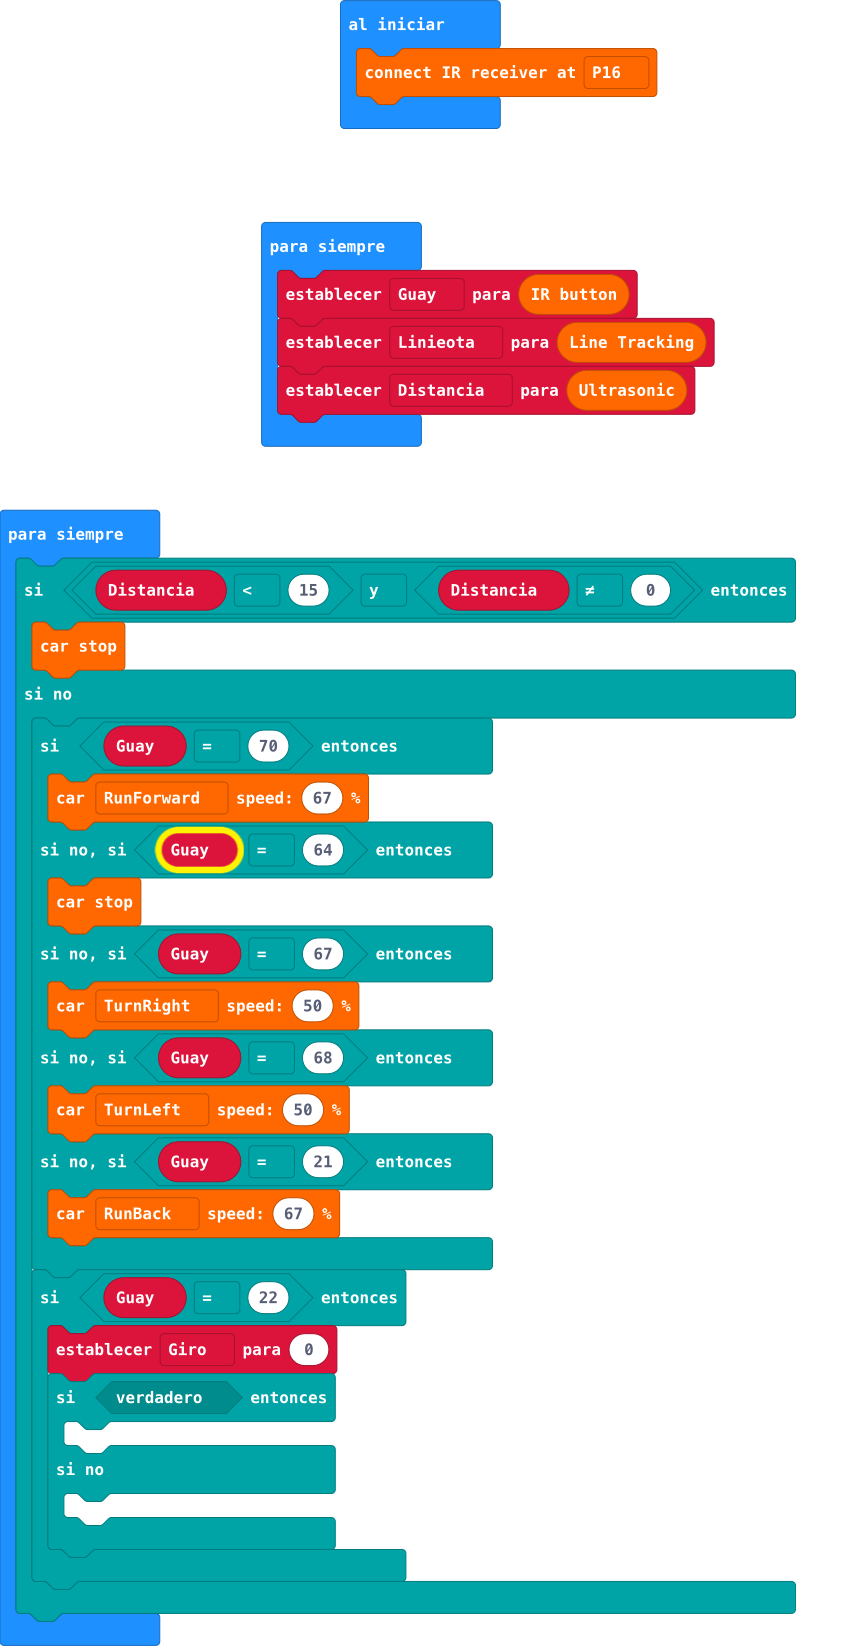 al iniciar
connect IR receiver at P16
para siempre
establecer Guay para IR button
establecer Linieota para Line Tracking
establecer Distancia para Ultrasonic
para siempre
si Distancia < 15 y Distancia ≠ 0 entonces
car stop
si no
si Guay = 70 entonces
car RunForward speed: 67 %
si no, si Guay = 64 entonces
car stop
si no, si Guay = 67 entonces
car TurnRight speed: 50 %
si no, si Guay = 68 entonces
car TurnLeft speed: 50 %
si no, si Guay = 21 entonces
car RunBack speed: 67 %
si Guay = 22 entonces
establecer Giro para 0
si verdadero entonces
si no